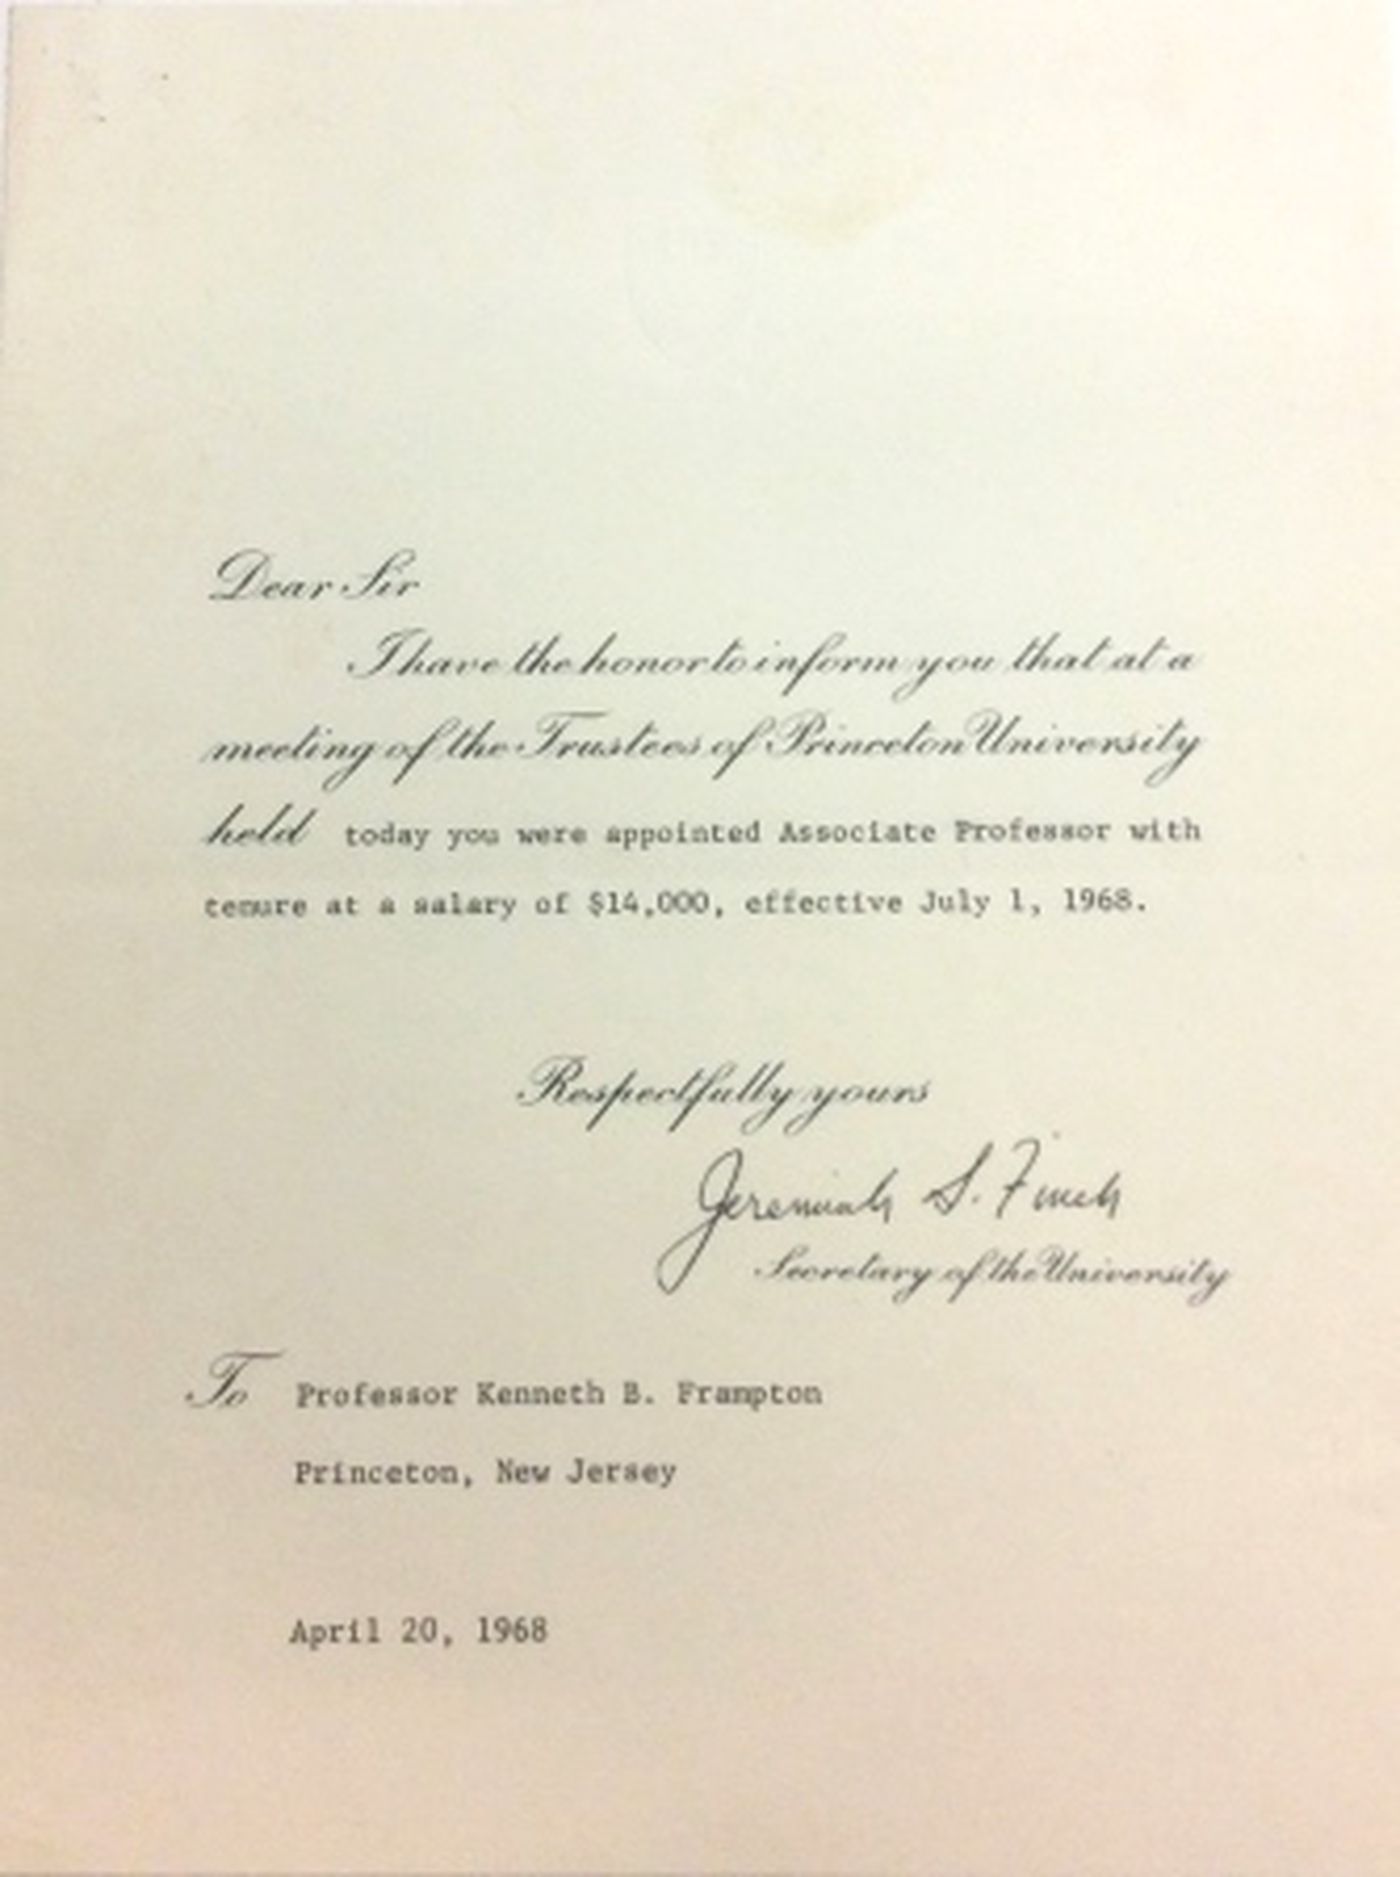 Dear Sir
I have the honor to inform you that at a
meeting of the Trustees of Princeton University
held today you were appointed Associate Professor with
tenure at a salary of $14,000, effective July 1, 1968.
Respectfully yours
Jeremiah S. Finch
Secretary of the University
To Professor Kenneth B. Frampton
Princeton, New Jersey
April 20, 1968